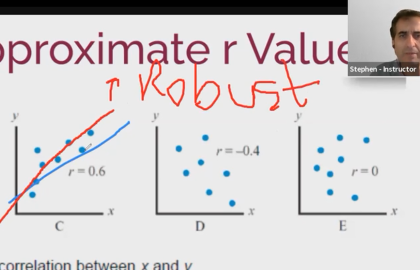 pproximate r Value
Stephen - Instructor
↑ Robust
y y y
r = 0.6 r = –0.4 r = 0
x x x
C D E
correlation between x and y